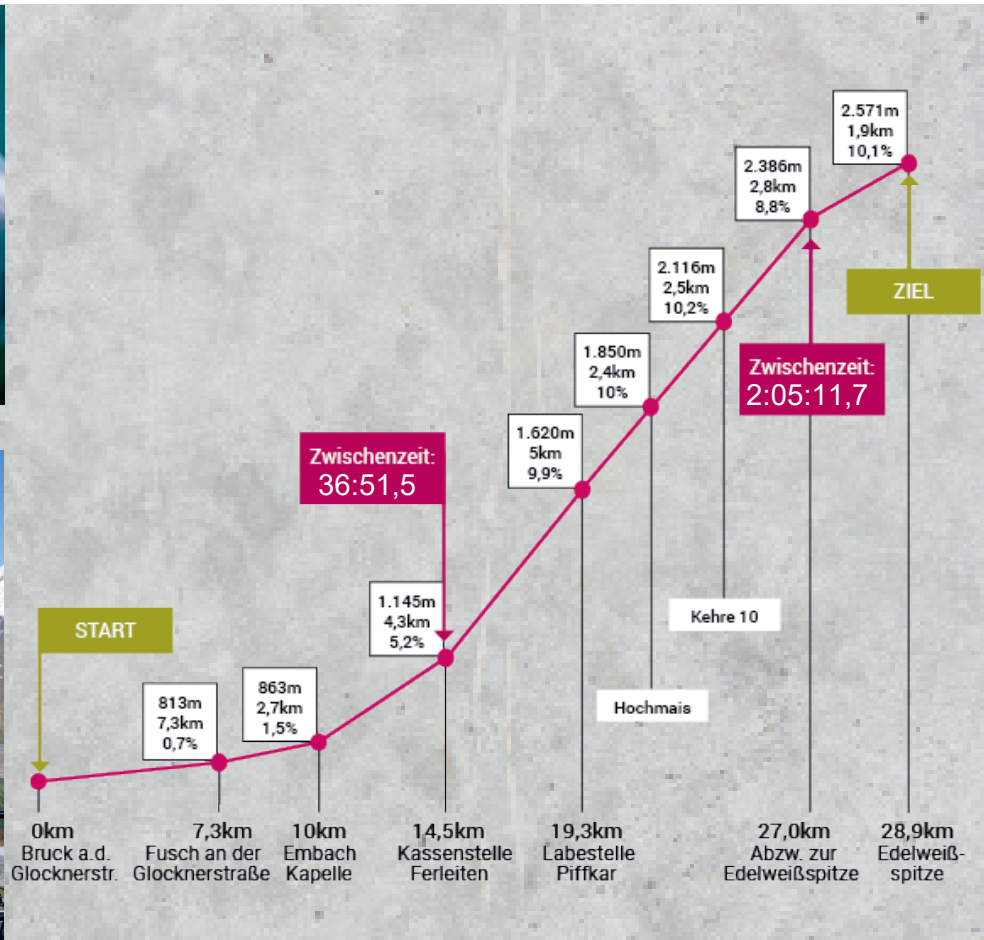 2.571m
1,9km
10,1%
2.386m
2,8km
8,8%
2.116m
2,5km
10,2%
ZIEL
1.850m
2,4km
10%
Zwischenzeit:
2:05:11,7
1.620m
5km
9,9%
Zwischenzeit:
36:51,5
1.145m
4,3km
5,2%
START
Kehre 10
863m
2,7km
1,5%
813m
7,3km
0,7%
Hochmais
0km
Bruck a.d.
Glocknerstr.
7,3km
Fusch an der
Glocknerstraße
10km
Embach
Kapelle
14,5km
Kassenstelle
Ferleiten
19,3km
Labestelle
Piffkar
27,0km
Abzw. zur
Edelweißspitze
28,9km
Edelweiß-
spitze